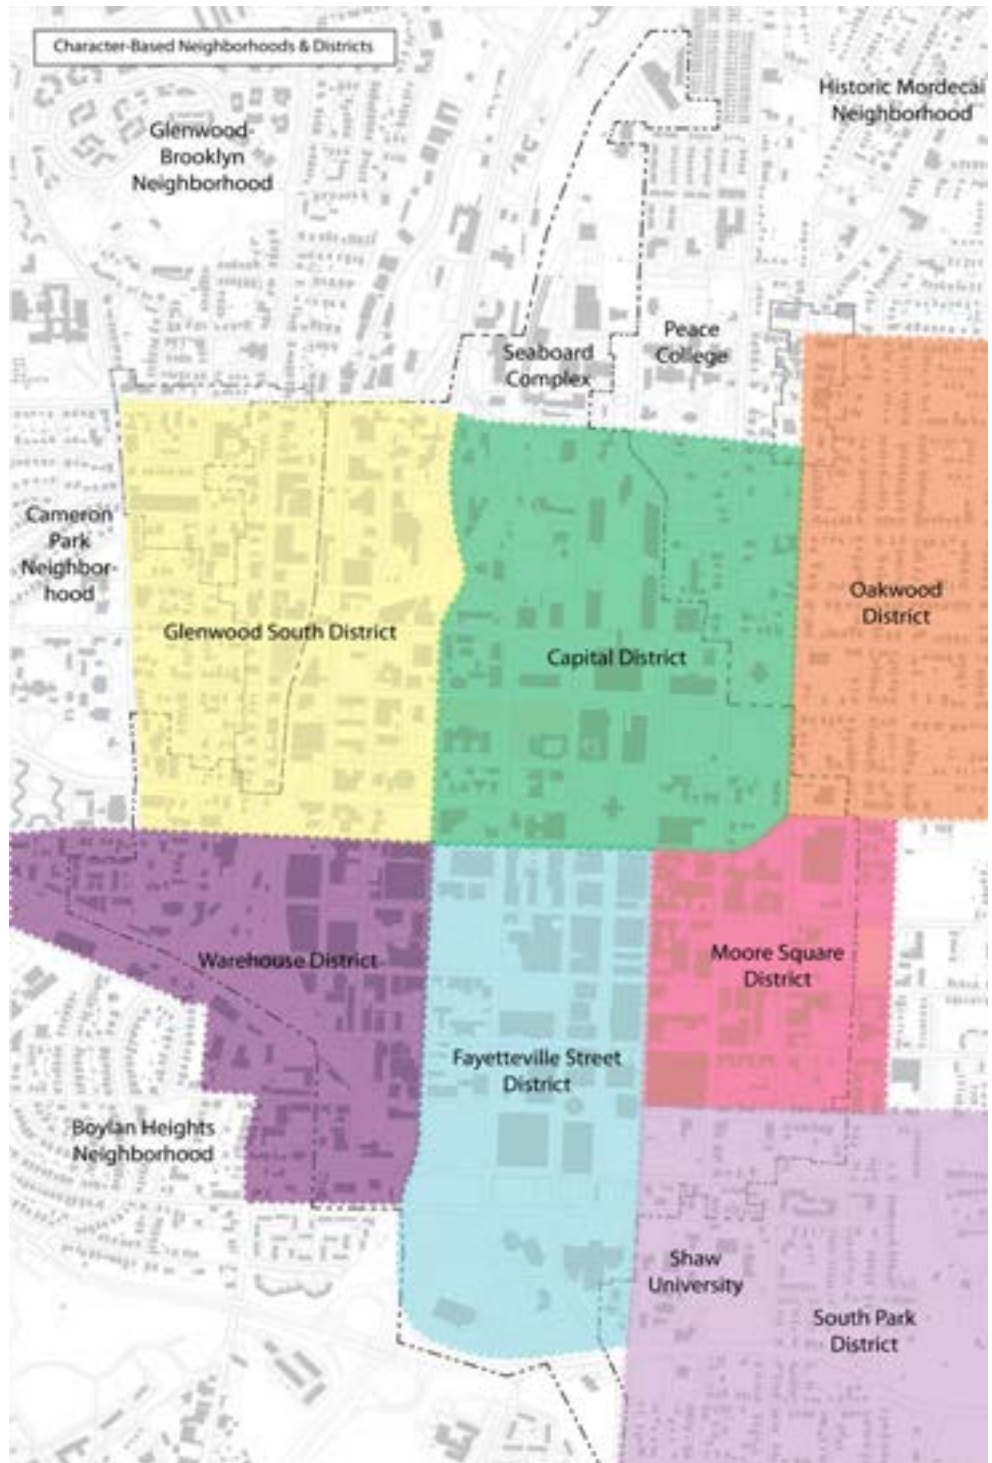 Character-Based Neighborhoods & Districts
Historic Mordecai
Neighborhood
Glenwood-
Brooklyn
Neighborhood
Peace
College
Seaboard
Complex
Cameron
Park
Neighbor-
hood
Oakwood
District
Glenwood South District
Capital District
Warehouse District
Moore Square
District
Fayetteville Street
District
Boylan Heights
Neighborhood
Shaw
University
South Park
District